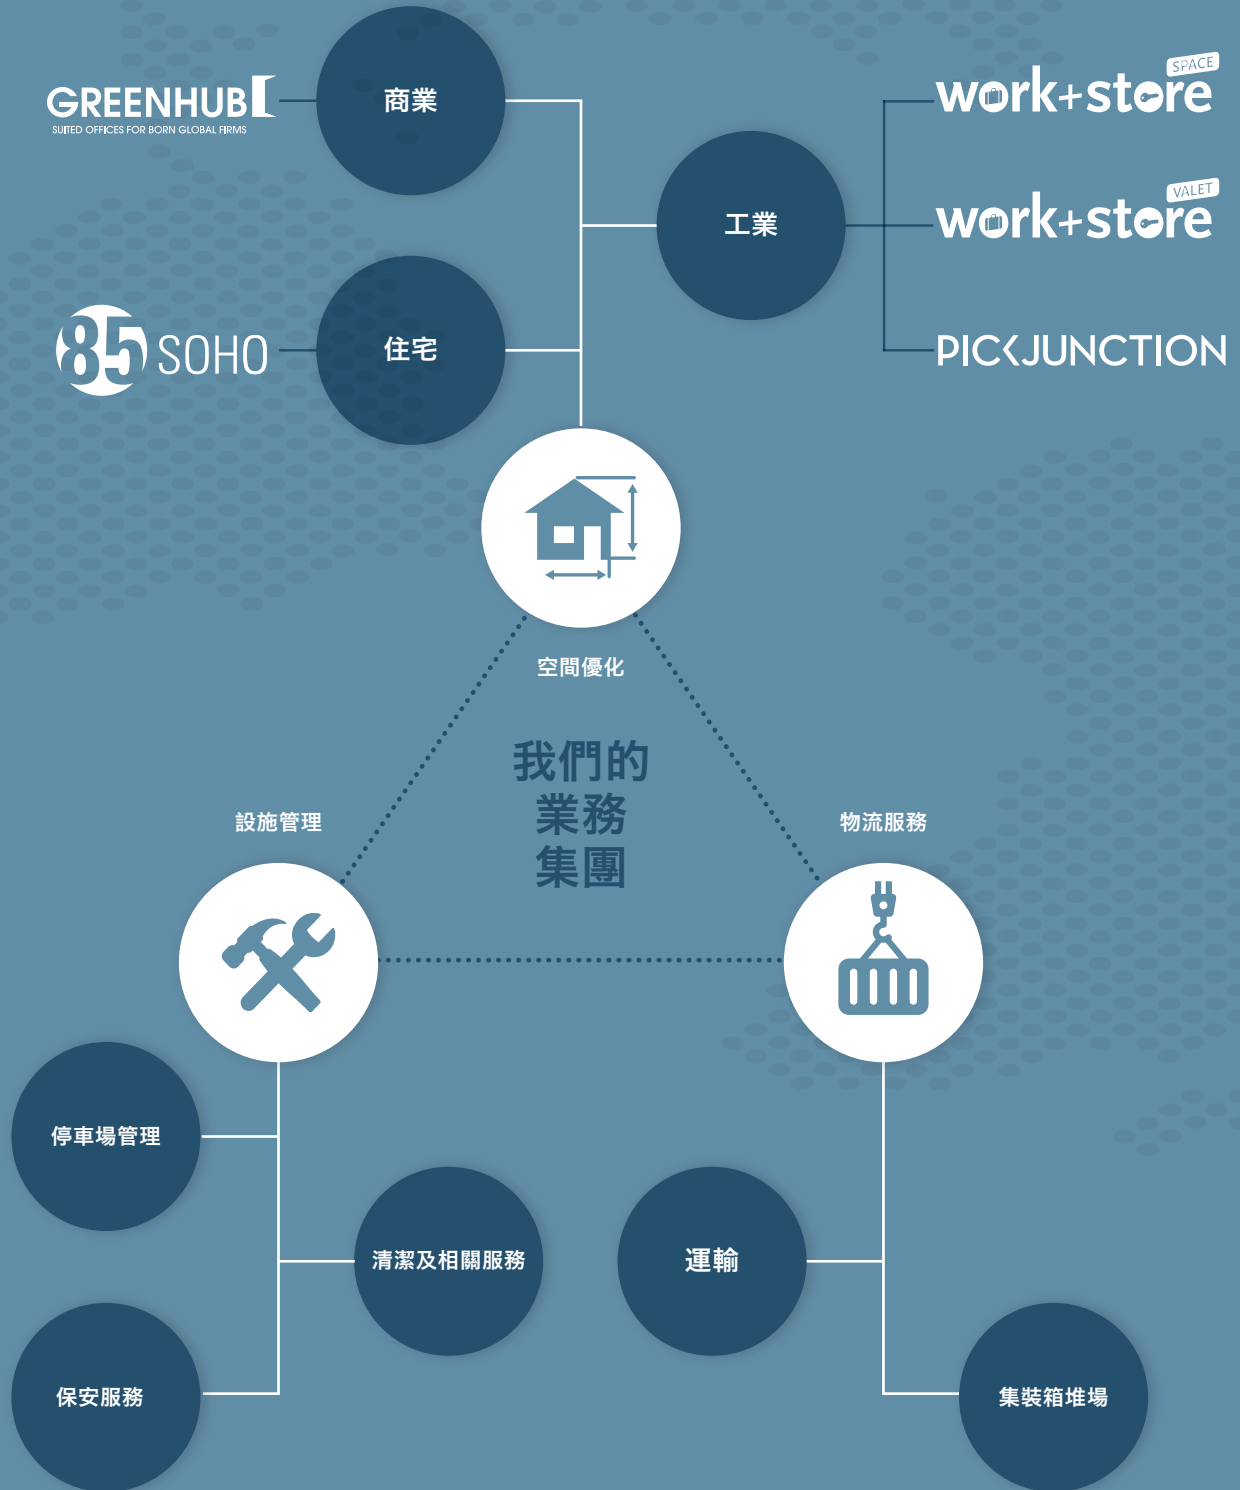 GREENHUB
SUITED OFFICES FOR BORN GLOBAL FIRMS
商業
SPACE
work+store
工業
VALET
work+store
85 SOHO
住宅
PICKJUNCTION
空間優化
我們的
業務
集團
設施管理
物流服務
停車場管理
清潔及相關服務
運輸
保安服務
集裝箱堆場